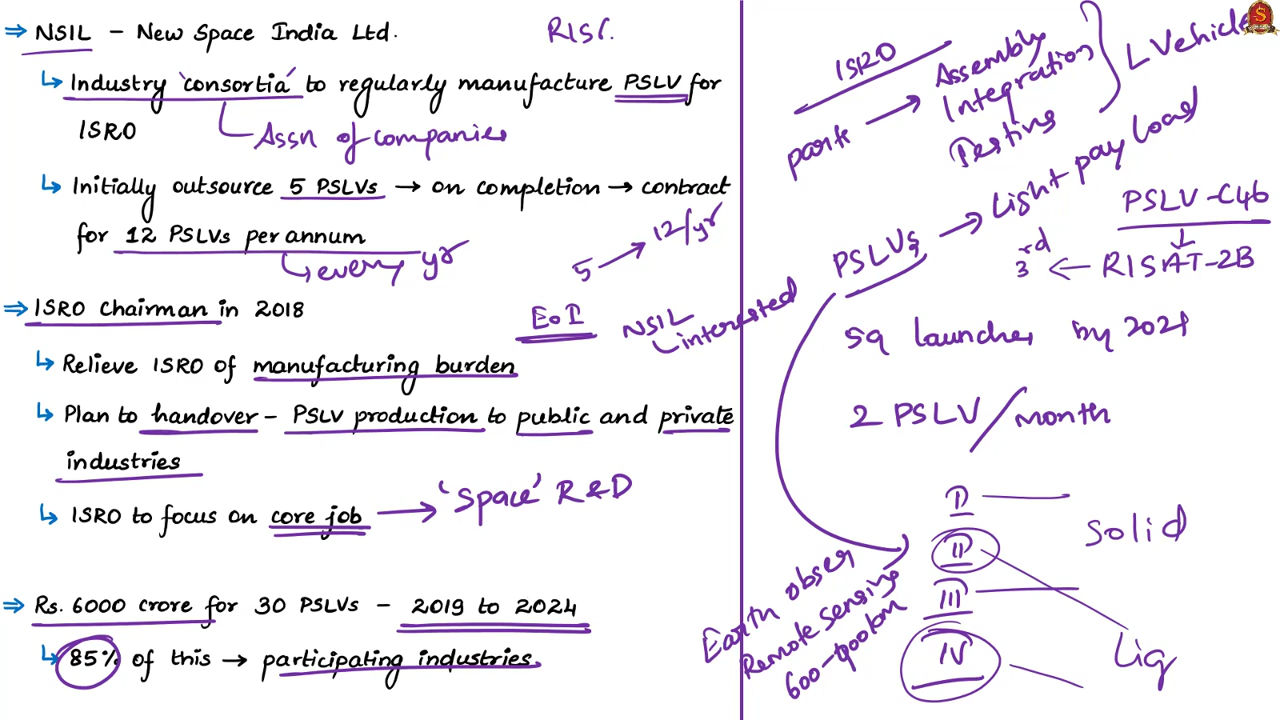 ⇒ NSIL - New Space India Ltd.
RISC.
↳ Industry 'consortia' to regularly manufacture PSLV for
ISRO
Assn of companies
↳ Initially outsource 5 PSLVs → on completion → contract
for 12 PSLVs per annum
↳ every yr
5 → 12/yr
⇒ ISRO Chairman in 2018
EoI
NSIL
↳ interested
↳ Relieve ISRO of manufacturing burden
↳ Plan to handover - PSLV production to public and private
industries
↳ ISRO to focus on core job → 'Space' R&D
⇒ Rs. 6000 crore for 30 PSLVs - 2019 to 2024
↳ 85% of this → participating industries.
ISRO
parts → Assembly
Integration
Testing
L Vehicle
PSLVs → Light pay load
PSLV-C46
3rd ← RISAT-2B
59 launches by 2021
2 PSLV/month
I
II
III
IV
Solid
Liq
Earth obser
Remote sensing
600-900km